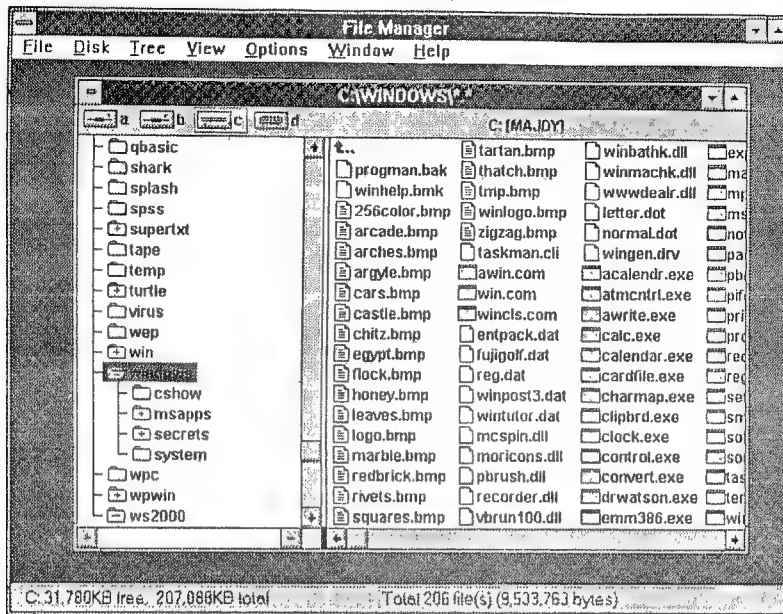 File Manager
File Disk Tree View Options Window Help
C:\WINDOWS\*.*
a b c d C: [MAJDY]
qbasic
shark
splash
spss
supertxt
tape
temp
turtle
virus
wep
win
windows
cshow
msapps
secrets
system
wpc
wpwin
ws2000
..
progman.bak
winhelp.bmk
256color.bmp
arcade.bmp
arches.bmp
argyle.bmp
cars.bmp
castle.bmp
chitz.bmp
egypt.bmp
flock.bmp
honey.bmp
leaves.bmp
logo.bmp
marble.bmp
redbrick.bmp
rivets.bmp
squares.bmp
tartan.bmp
thatch.bmp
tmp.bmp
winlogo.bmp
zigzag.bmp
taskman.cli
awin.com
win.com
wincls.com
entpack.dat
fujigolf.dat
reg.dat
winpost3.dat
wintutor.dat
mcspin.dll
moricons.dll
pbrush.dll
recorder.dll
vbrun100.dll
winbathk.dll
winmachk.dll
wwwdealr.dll
letter.dot
normal.dot
wingen.drv
acalendr.exe
atmcntrl.exe
awrite.exe
calc.exe
calendar.exe
cardfile.exe
charmap.exe
clipbrd.exe
clock.exe
control.exe
convert.exe
drwatson.exe
emm386.exe
C: 31,780KB free, 207,086KB total Total 206 file(s) (9,533,763 bytes)